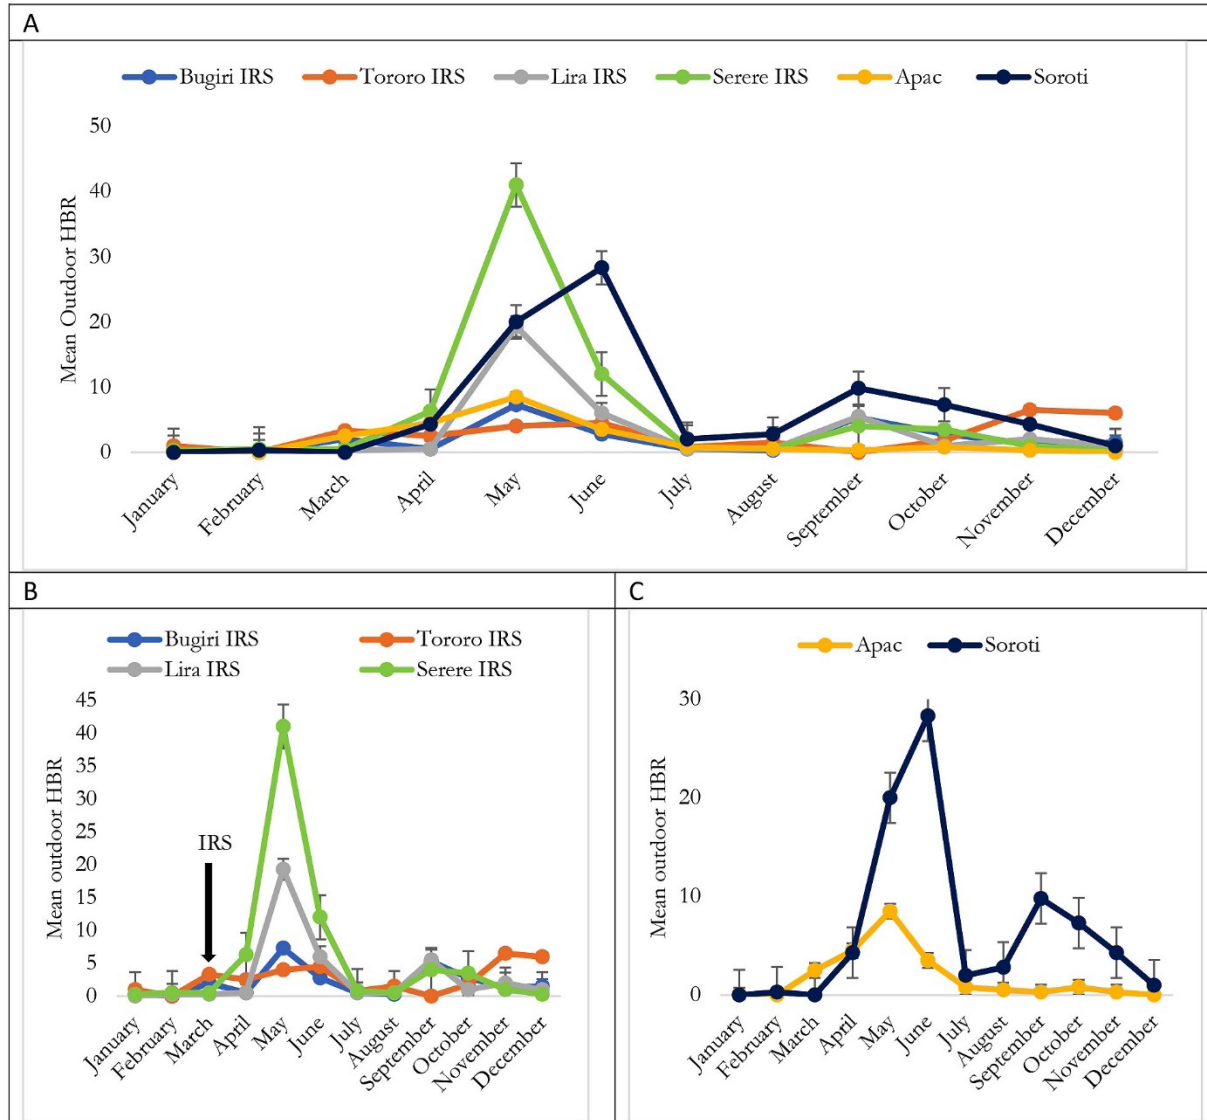 A
Bugiri IRS Tororo IRS Lira IRS Serere IRS Apac Soroti
Mean Outdoor HBR
50
40
30
20
10
0
January February March April May June July August September October November December
B
Bugiri IRS Tororo IRS
Lira IRS Serere IRS
Mean outdoor HBR
45
40
35
30
25
20
15
10
5
0
IRS
January February March April May June July August September October November December
C
Apac Soroti
Mean outdoor HBR
30
20
10
0
January February March April May June July August September October November December